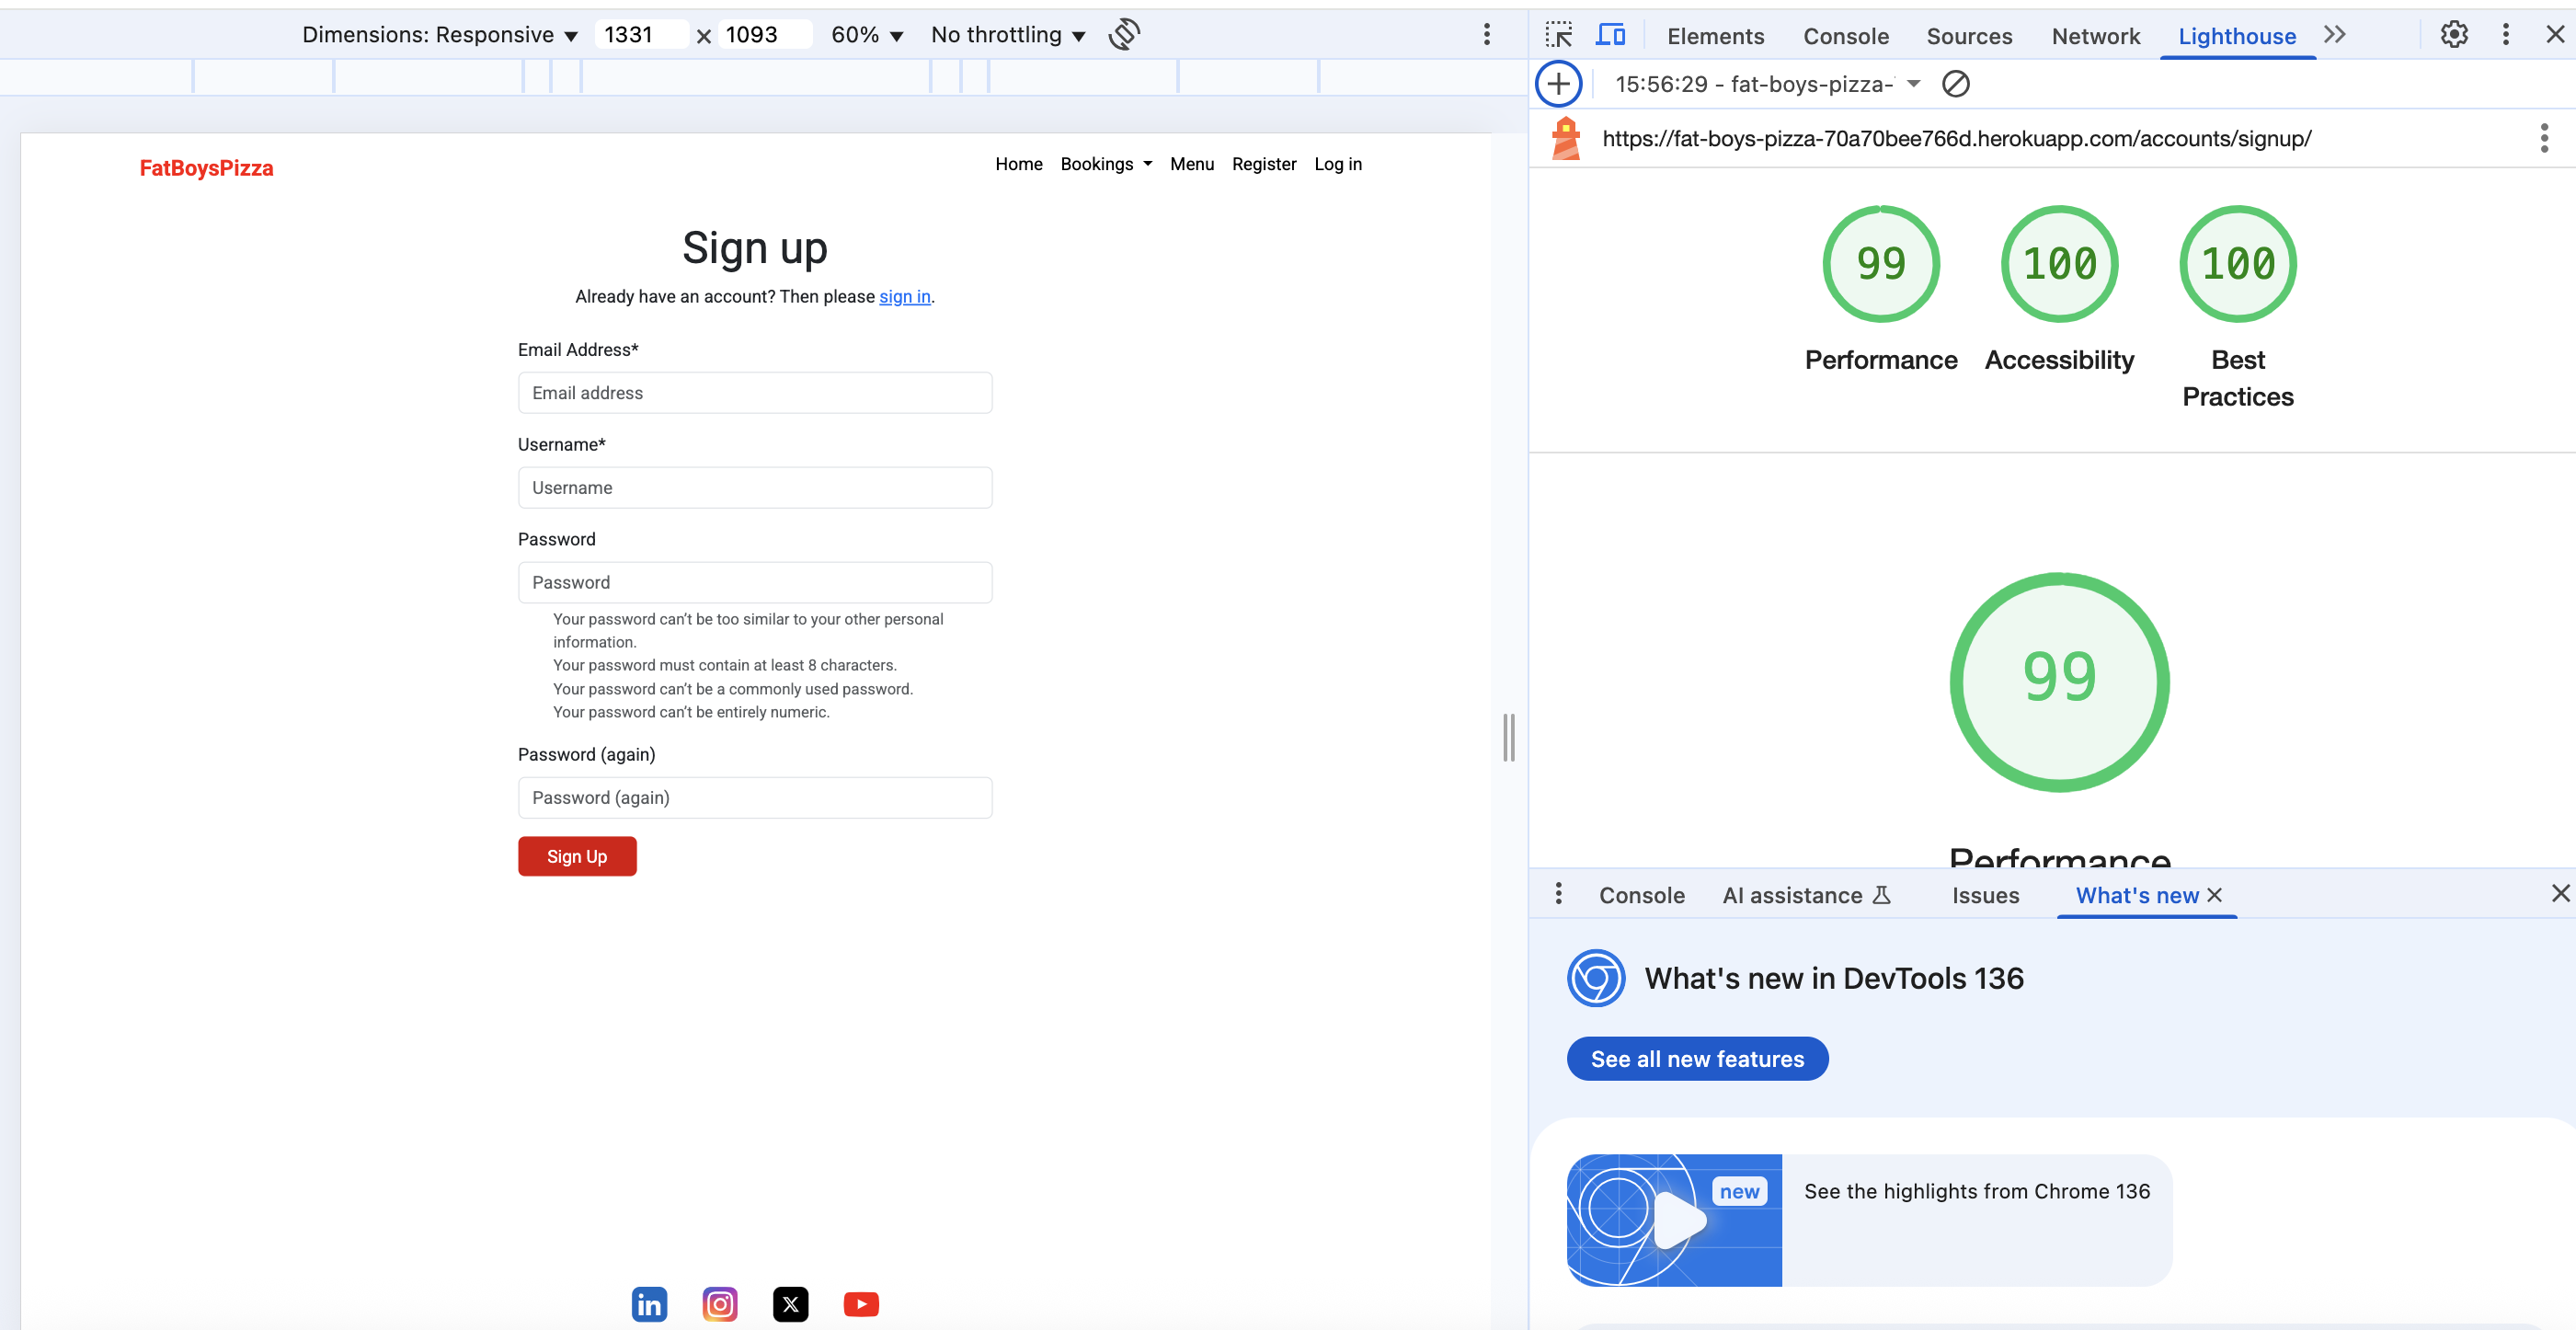 Dimensions: Responsive 1331 × 1093 60% No throttling
Elements Console Sources Network Lighthouse
15:56:29 - fat-boys-pizza-
https://fat-boys-pizza-70a70bee766d.herokuapp.com/accounts/signup/
FatBoysPizza
Home Bookings Menu Register Log in
Sign up
Already have an account? Then please sign in.
Email Address*
Email address
Username*
Username
Password
Password
Your password can’t be too similar to your other personal
information.
Your password must contain at least 8 characters.
Your password can’t be a commonly used password.
Your password can’t be entirely numeric.
Password (again)
Password (again)
Sign Up
in
X
99 100 100
Performance Accessibility Best
Practices
99
Performance
Console AI assistance Issues What's new
What's new in DevTools 136
See all new features
new
See the highlights from Chrome 136